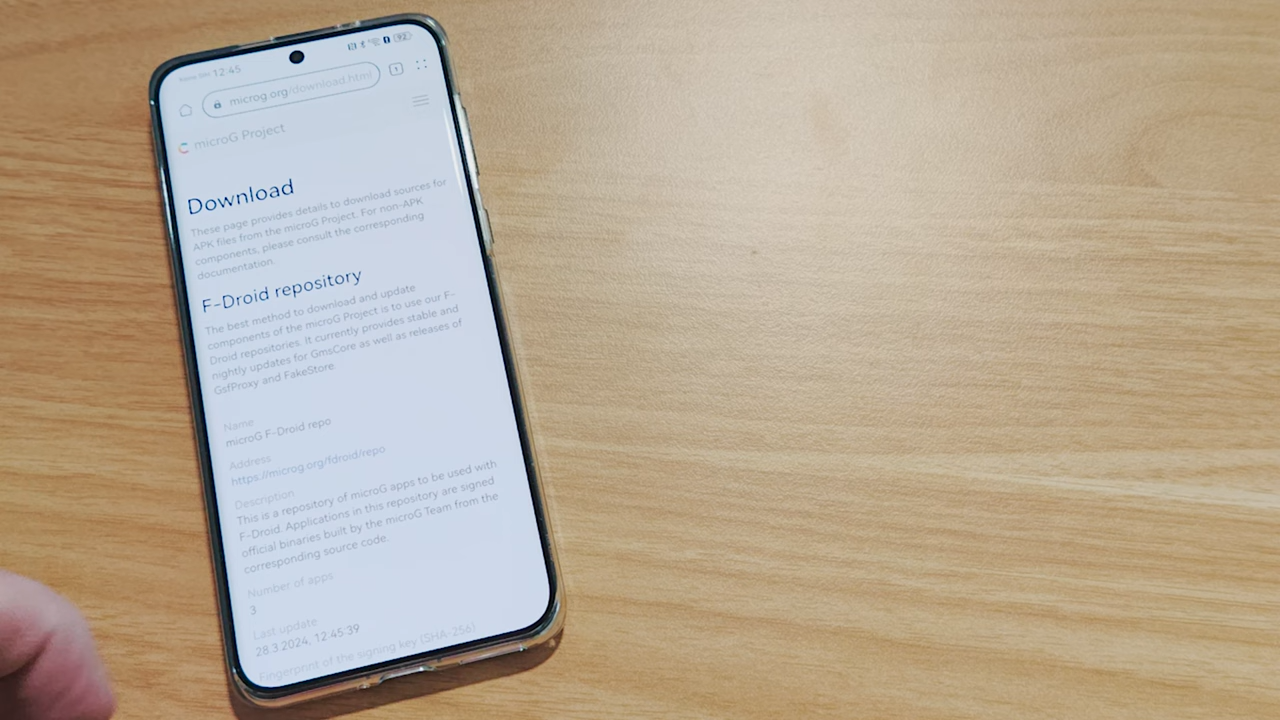 12:45
92
microg.org/download.html
1
microG Project
Download
These page provides details to download sources for
APK files from the microG Project. For non-APK
components, please consult the corresponding
documentation.
F-Droid repository
The best method to download and update
components of the microG Project is to use our F-
Droid repositories. It currently provides stable and
nightly updates for GmsCore as well as releases of
GsfProxy and FakeStore.
Name
microG F-Droid repo
Address
https://microg.org/fdroid/repo
Description
This is a repository of microG apps to be used with
F-Droid. Applications in this repository are signed
official binaries built by the microG Team from the
corresponding source code.
Number of apps
3
Last update
28.3.2024, 12.45:39
Fingerprint of the signing key (SHA-256)